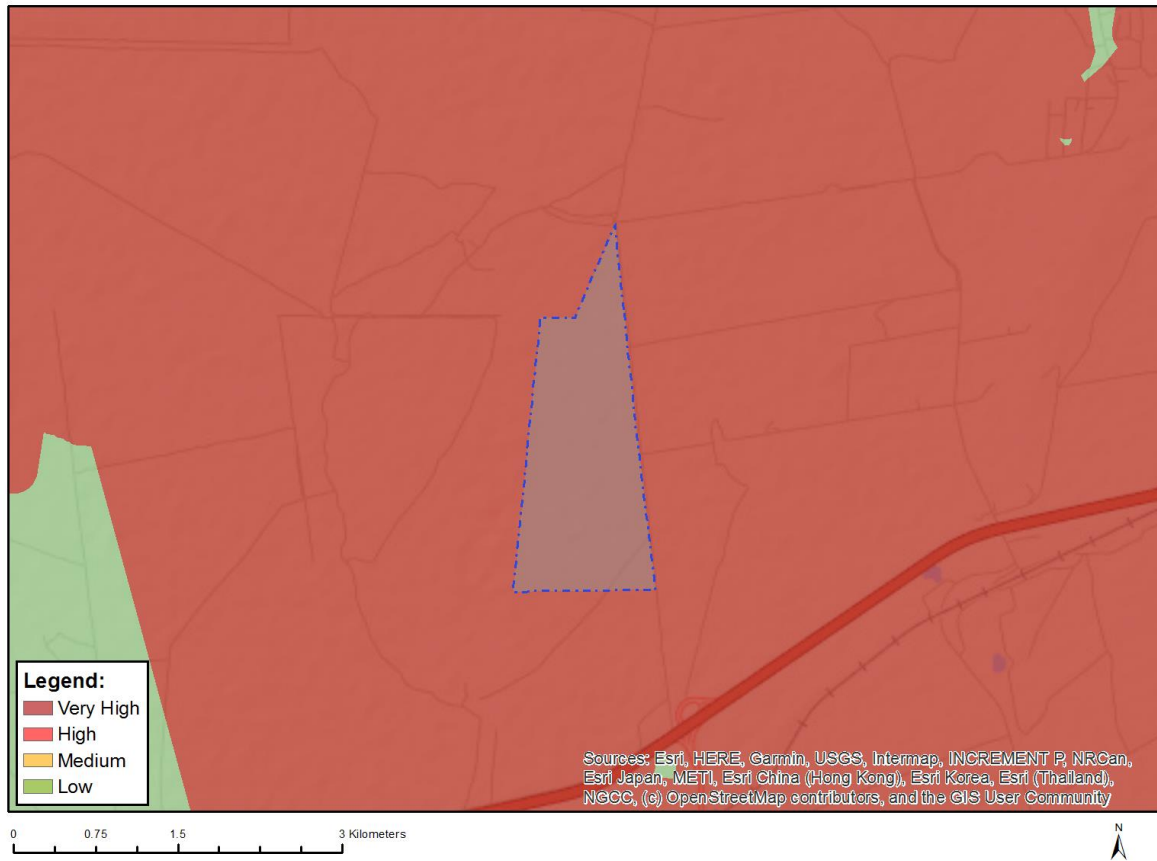 Legend:
Very High
High
Medium
Low
Sources: Esri, HERE, Garmin, USGS, Intermap, INCREMENT P, NRCan,
Esri Japan, METI, Esri China (Hong Kong), Esri Korea, Esri (Thailand),
NGCC, (c) OpenStreetMap contributors, and the GIS User Community
0 0.75 1.5 3 Kilometers
N